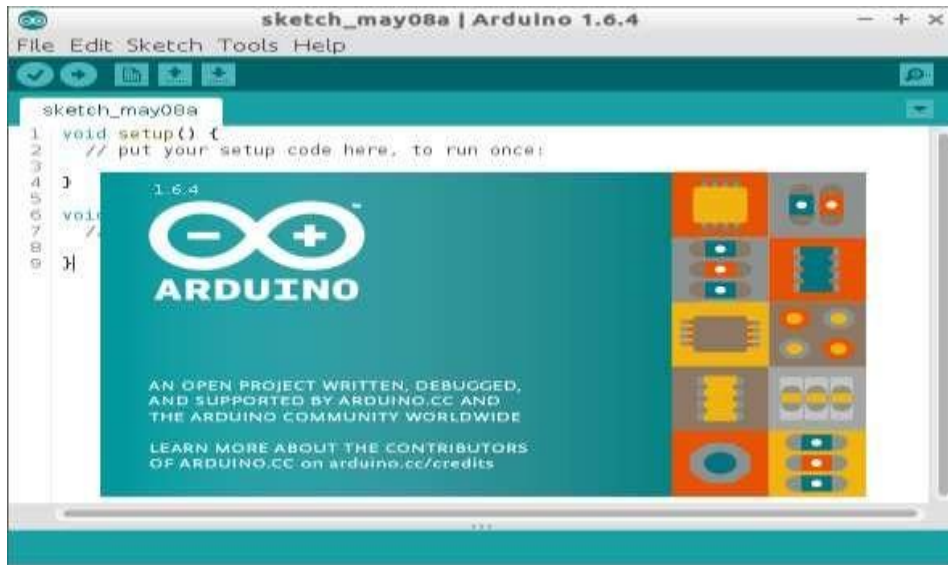 sketch_may08a | Arduino 1.6.4
File Edit Sketch Tools Help
sketch_may08a
1 void setup() {
2 // put your setup code here, to run once:
3
4 }
5
6 voi
7 //
8
9 }
1.6.4
™
ARDUINO
AN OPEN PROJECT WRITTEN, DEBUGGED,
AND SUPPORTED BY ARDUINO.CC AND
THE ARDUINO COMMUNITY WORLDWIDE
LEARN MORE ABOUT THE CONTRIBUTORS
OF ARDUINO.CC on arduino.cc/credits